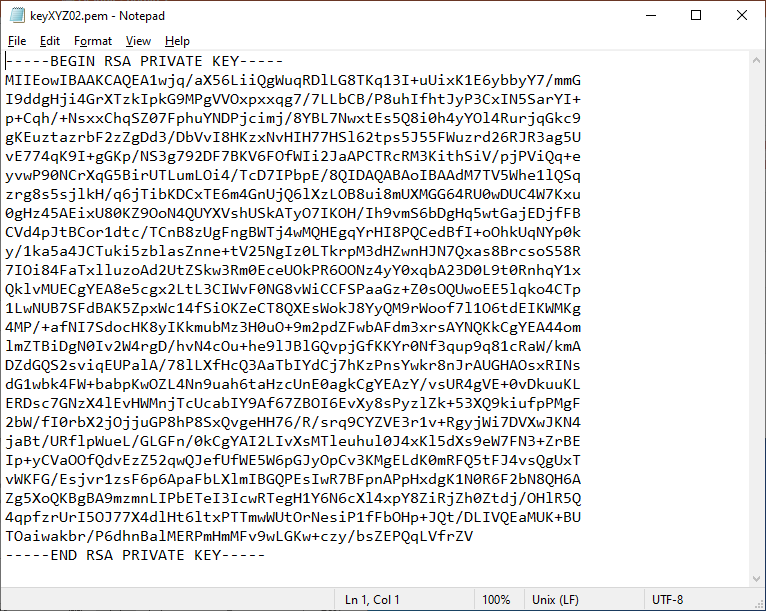 keyXYZ02.pem - Notepad
File Edit Format View Help
-----BEGIN RSA PRIVATE KEY-----
MIIEowIBAAKCAQEA1wjq/aX56LiiQgWuqRDlLG8TKq13I+uUixK1E6ybbyY7/mmG
I9ddgHji4GrXTzkIpkG9MPgVVOxpxxqg7/7LLbCB/P8uhIfhtJyP3CxIN5SarYI+
p+Cqh/+NsxxChqSZ07FphuYNDPjcimj/8YBL7NwxtEs5Q8i0h4yYOl4RurjqGkc9
gKEuztazrbF2zZgDd3/DbVvI8HKzxNvHIH77HSl62tps5J55FWuzrd26RJR3ag5U
vE774qK9I+gGKp/NS3g792DF7BKV6FOfWIi2JaAPCTRcRM3KithSiV/pjPViQq+e
yvwP90NCrXqG5BirUTLumLOi4/TcD7IPbpE/8QIDAQABAoIBAAdM7TV5Whe1lQSq
zrg8s5sjlkH/q6jTibKDCxTE6m4GnUjQ6lXzLOB8ui8mUXMGG64RU0wDUC4W7Kxu
0gHz45AEixU80KZ9OoN4QUYXVshUSkATyO7IKOH/Ih9vmS6bDgHq5wtGajEDjfFB
CVd4pJtBCor1dtc/TCnB8zUgFngBWTj4wMQHEgqYrHI8PQCedBfI+oOhkUqNYp0k
y/1ka5a4JCTuki5zblasZnne+tV25NgIz0LTkrpM3dHZwnHJN7Qxas8BrcsoS58R
7IOi84FaTxlluzoAd2UtZSkw3Rm0EceUOkPR6OONz4yY0xqbA23D0L9t0RnhqY1x
QklvMUECgYEA8e5cgx2LtL3CIWvF0NG8vWiCCFSPaaGz+Z0sOQUwoEE5lqko4CTp
1LwNUB7SFdBAK5ZpxWc14fSiOKZeCT8QXEsWokJ8YyQM9rWoof7l1O6tdEIKWMKg
4MP/+afNI7SdocHK8yIKkmubMz3H0uO+9m2pdZFwbAFdm3xrsAYNQKkCgYEA44om
lmZTBiDgN0Iv2W4rgD/hvN4cOu+he9lJBlGQvpjGfKKYr0Nf3qup9q81cRaW/kmA
DZdGQS2sviqEUPalA/78lLXfHcQ3AaTbIYdCj7hKzPnsYwkr8nJrAUGHAOsxRINs
dG1wbk4FW+babpKwOZL4Nn9uah6taHzcUnE0agkCgYEAzY/vsUR4gVE+0vDkuuKL
ERDsc7GNzX4lEvHWMnjTcUcabIY9Af67ZBOI6EvXy8sPyzlZk+53XQ9kiufpPMgF
2bW/fI0rbX2jOjjuGP8hP8SxQvgeHH76/R/srq9CYZVE3r1v+RgyjWi7DVXwJKN4
jaBt/URflpWueL/GLGFn/0kCgYAI2LIvXsMTleuhul0J4xKl5dXs9eW7FN3+ZrBE
Ip+yCVaOOfQdvEzZ52qwQJefUfWE5W6pGJyOpCv3KMgELdK0mRFQ5tFJ4vsQgUxT
vWKFG/Esjvr1zsF6p6ApaFbLXlmIBGQPEsIwR7BFpnAPpHxdgK1N0R6F2bN8QH6A
Zg5XoQKBgBA9mzmnLIPbETeI3IcwRTegH1Y6N6cXl4xpY8ZiRjZh0Ztdj/OHlR5Q
4qpfzrUrI5OJ77X4dlHt6ltxPTTmwWUtOrNesiP1fFbOHp+JQt/DLIVQEaMUK+BU
TOaiwakbr/P6dhnBalMERPmHmMFv9wLGKw+czy/bsZEPQqLVfrZV
-----END RSA PRIVATE KEY-----
Ln 1, Col 1 100% Unix (LF) UTF-8